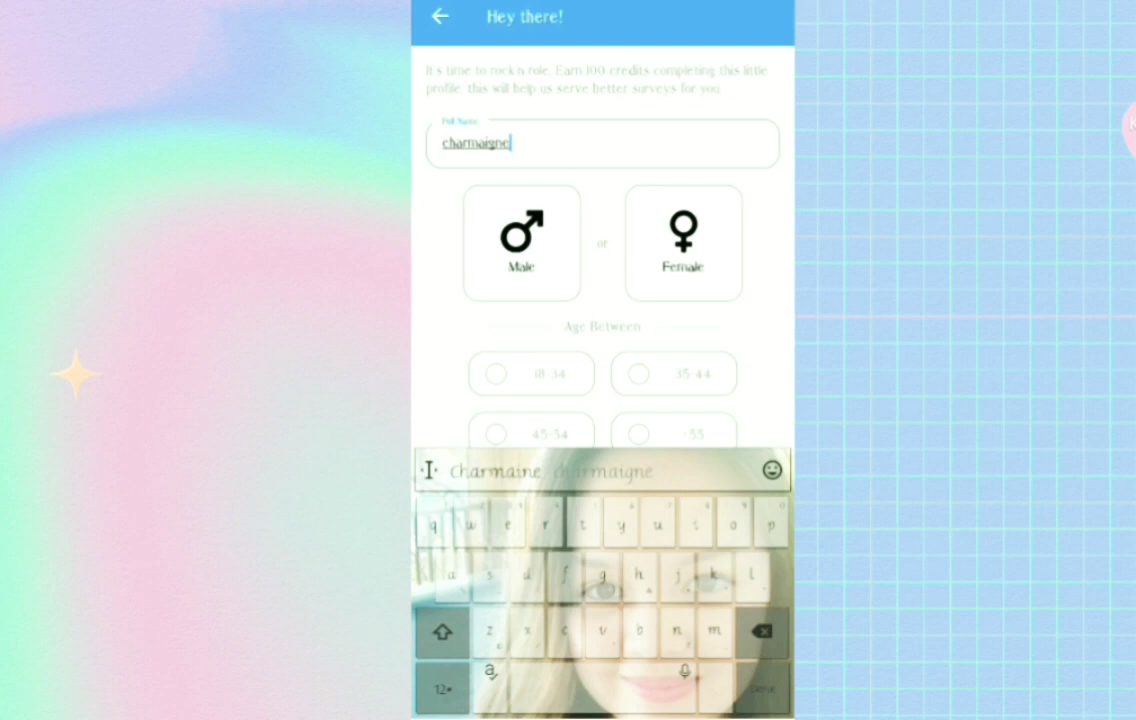 Hey there!
It's time to rock n role. Earn 100 credits completing this little
profile. this will help us serve better surveys for you.
Full Name
charmaigne
Male
or
Female
Age Between
18-34
35-44
45-54
+55
Charmaine charmaigne
q w e r t y u i o p
a s d f g h j k l
z x c v b n m
12